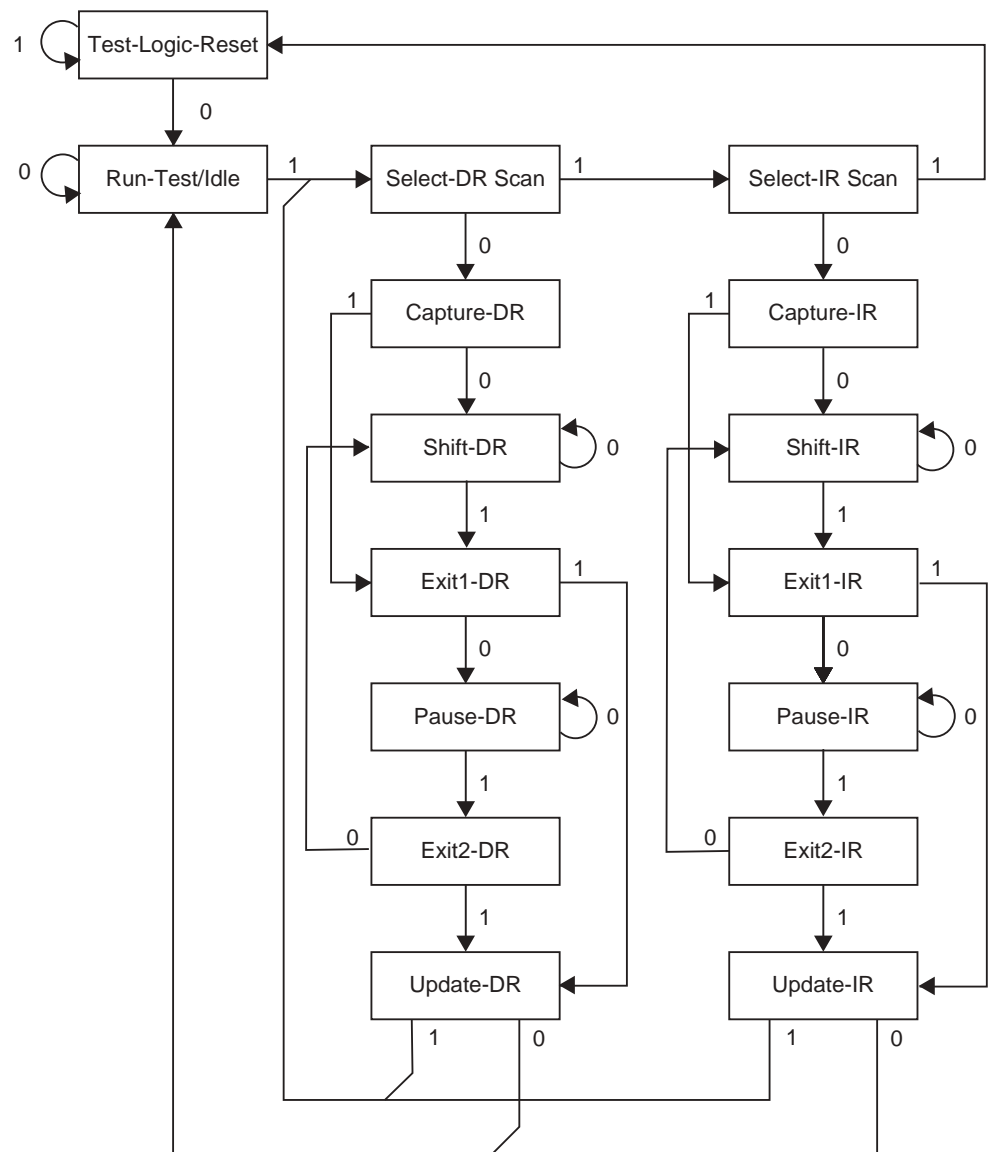 1 Test-Logic-Reset
0
0 Run-Test/Idle 1 Select-DR Scan 1 Select-IR Scan 1
0 0
1 Capture-DR 1 Capture-IR
0 0
Shift-DR 0 Shift-IR 0
1 1
Exit1-DR 1 Exit1-IR 1
0 0
Pause-DR 0 Pause-IR 0
1 1
0 Exit2-DR 0 Exit2-IR
1 1
Update-DR Update-IR
1 0 1 0